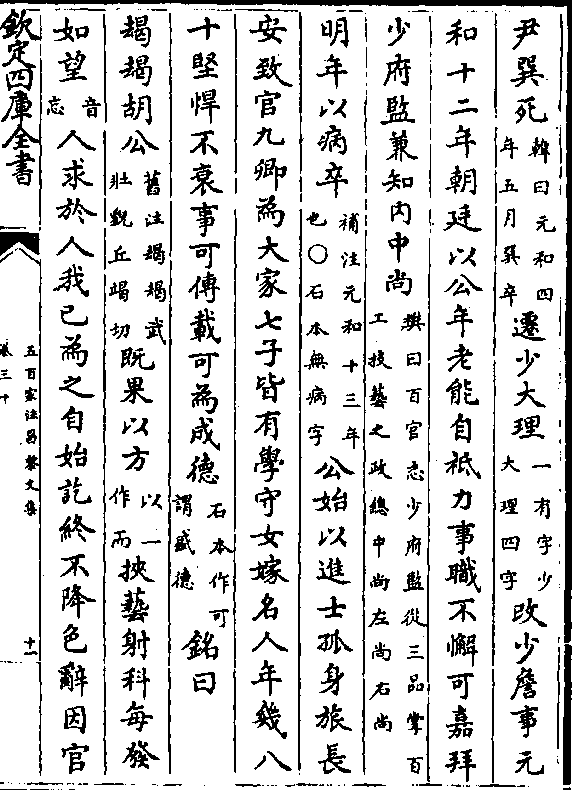 尹巽死韓曰元和四年五月巽卒遷少大理一有字少大理四字改少詹事元
和十二年朝廷以公年老能自祗力事職不懈可嘉拜
少府監兼知内中尚樊曰百官志少府監從三品掌百工技藝之政總中尚左尚右尚
明年以病卒補注元和十三年也○石本無病字公始以進士孤身旅長
安致官九卿為大家七子皆有學守女嫁名人年幾八
十堅悍不衰事可傳載可為成德石本作可謂盛德銘曰
朅朅胡公舊注朅朅武壯貌丘竭切既果以方以一作而挾藝射科每發
如望音忘人求於人我已為之自始訖終不降色辭因官
欽定四庫全書
五百家注昌黎文集
卷三十
十一